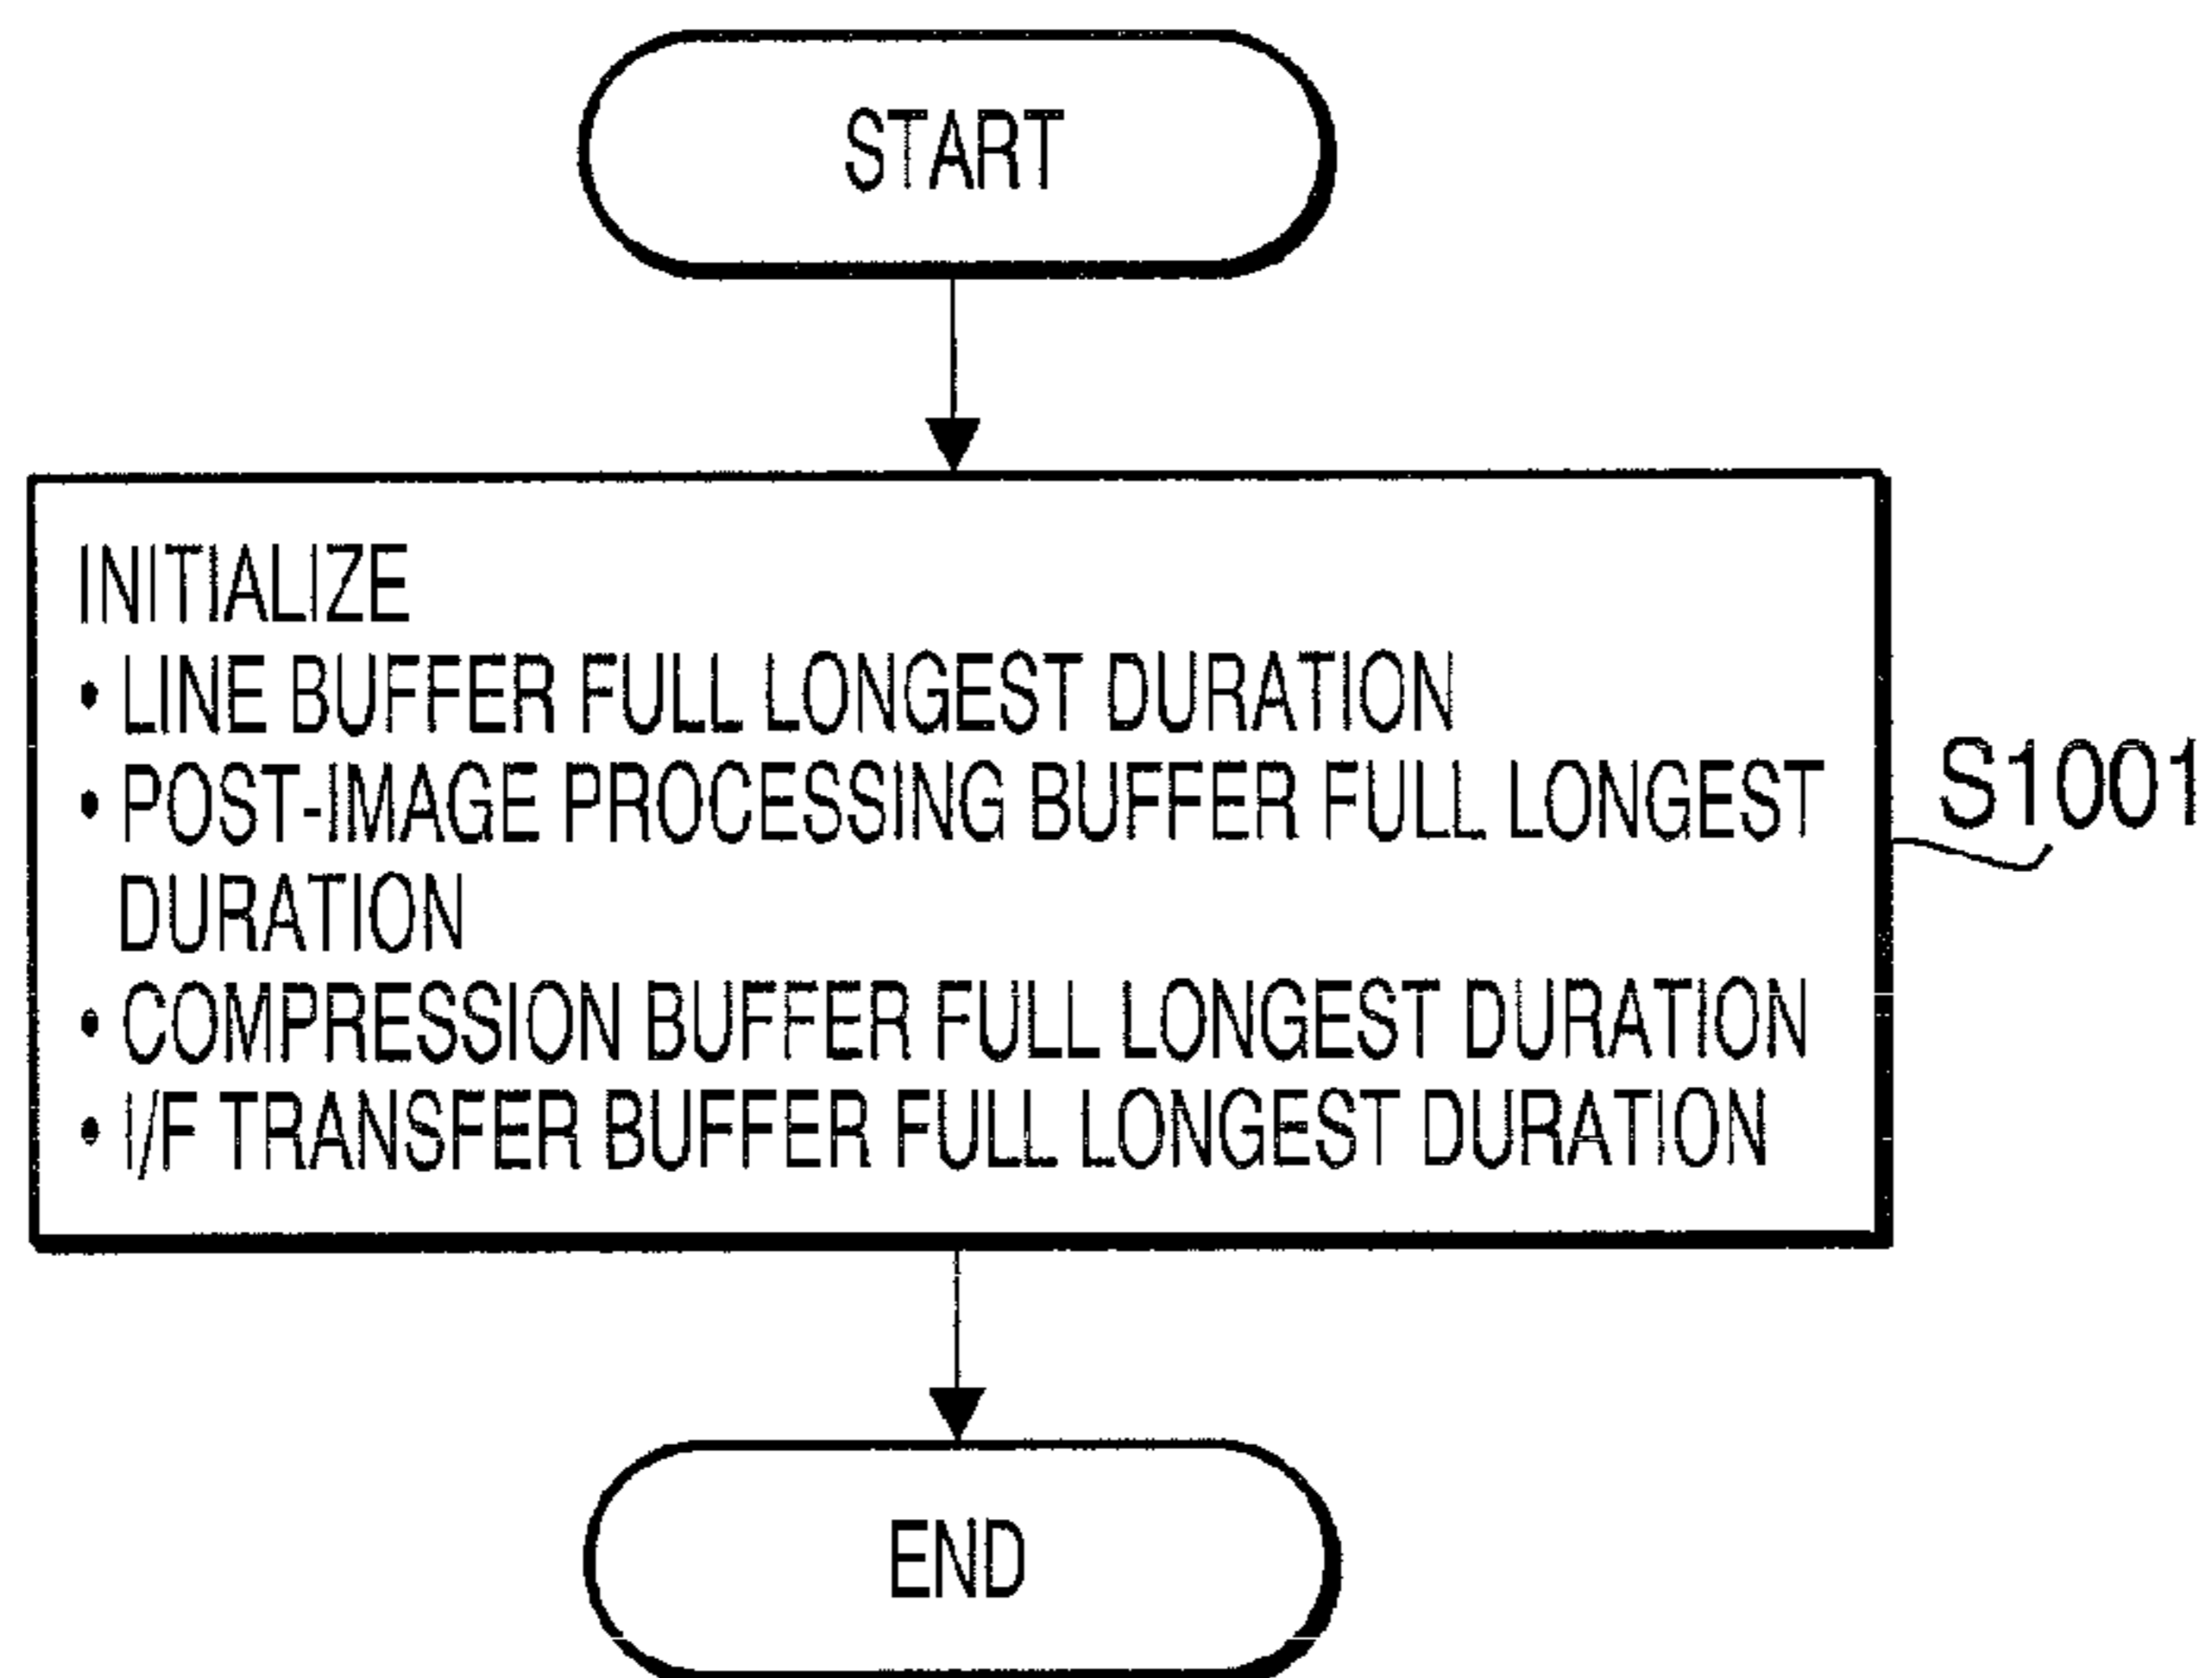 START
INITIALIZE
• LINE BUFFER FULL LONGEST DURATION
• POST-IMAGE PROCESSING BUFFER FULL LONGEST
DURATION
• COMPRESSION BUFFER FULL LONGEST DURATION
• I/F TRANSFER BUFFER FULL LONGEST DURATION
S1001
END